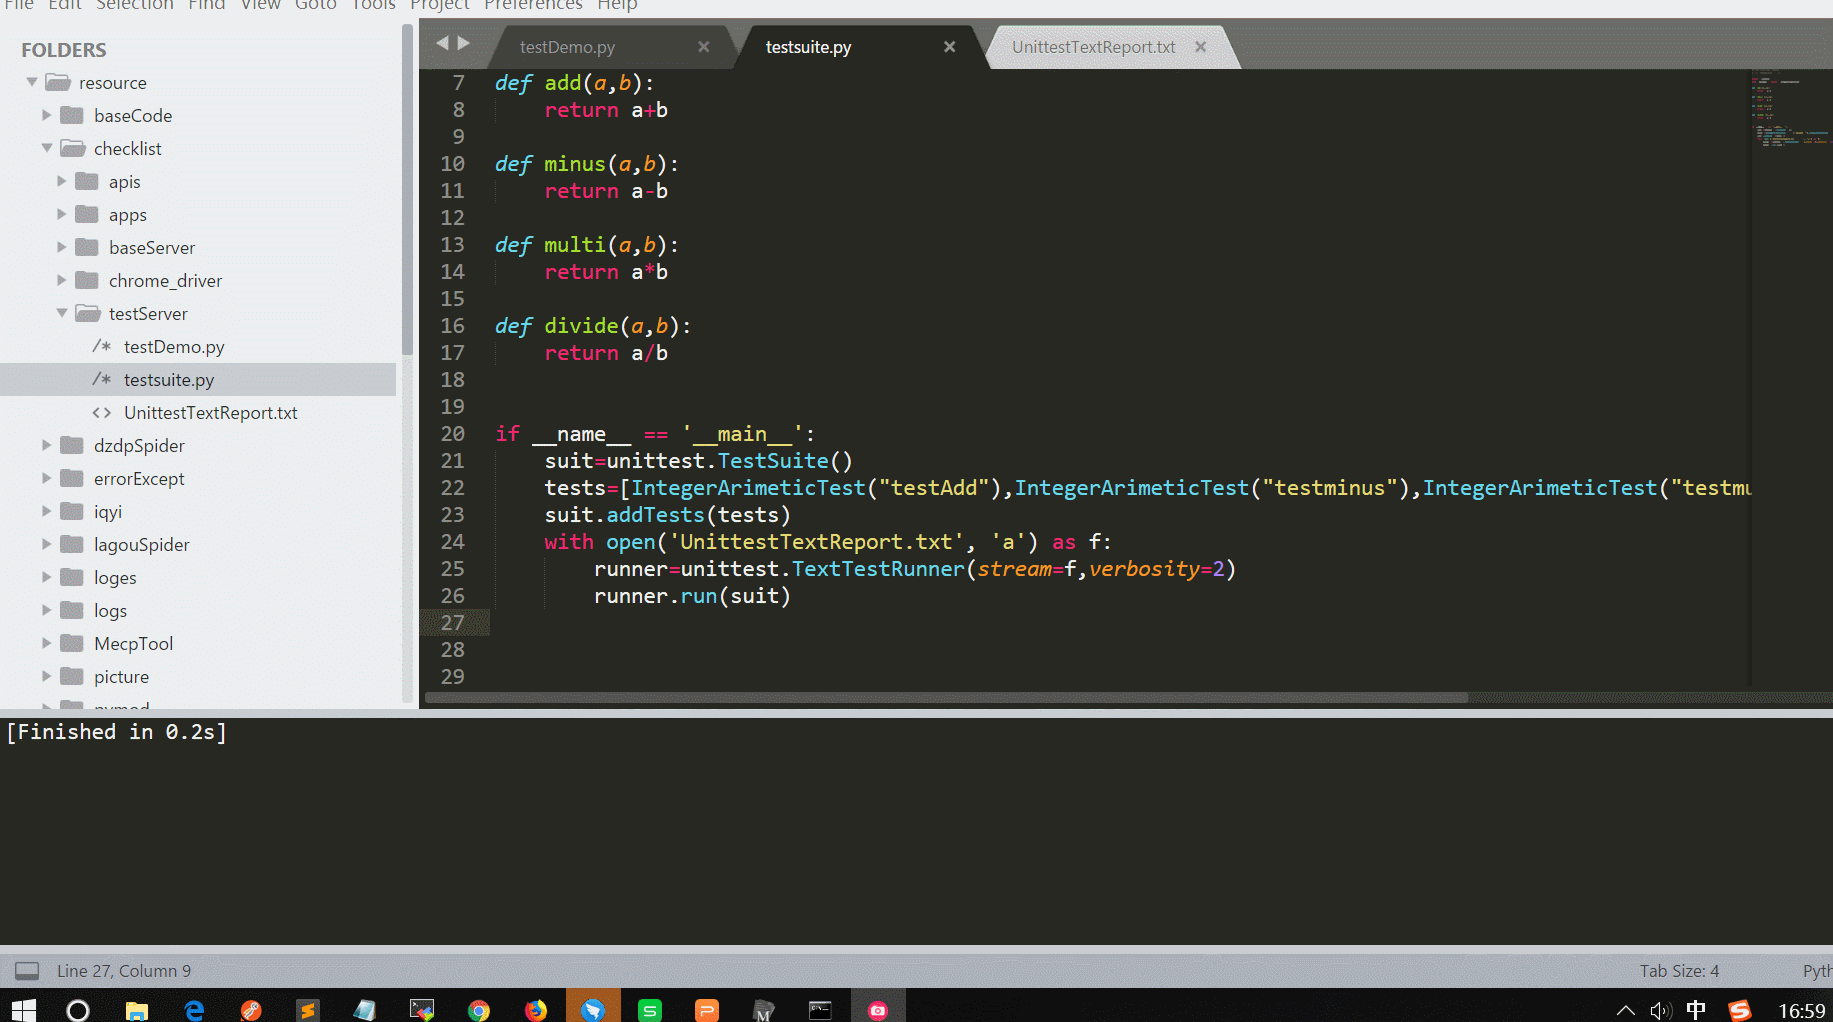 File Edit Selection Find View Goto Tools Project Preferences Help
FOLDERS
resource
baseCode
checklist
apis
apps
baseServer
chrome_driver
testServer
/* testDemo.py
/* testsuite.py
<> UnittestTextReport.txt
dzdpSpider
errorExcept
iqyi
lagouSpider
loges
logs
MecpTool
picture
pymod
testDemo.py ×
testsuite.py ×
UnittestTextReport.txt ×
7 def add(a,b):
8     return a+b
9
10 def minus(a,b):
11     return a-b
12
13 def multi(a,b):
14     return a*b
15
16 def divide(a,b):
17     return a/b
18
19
20 if __name__ == '__main__':
21     suit=unittest.TestSuite()
22     tests=[IntegerArimeticTest("testAdd"),IntegerArimeticTest("testminus"),IntegerArimeticTest("testmu
23     suit.addTests(tests)
24     with open('UnittestTextReport.txt', 'a') as f:
25         runner=unittest.TextTestRunner(stream=f,verbosity=2)
26         runner.run(suit)
27
28
29
[Finished in 0.2s]
Line 27, Column 9
Tab Size: 4
Pyth
中
16:59